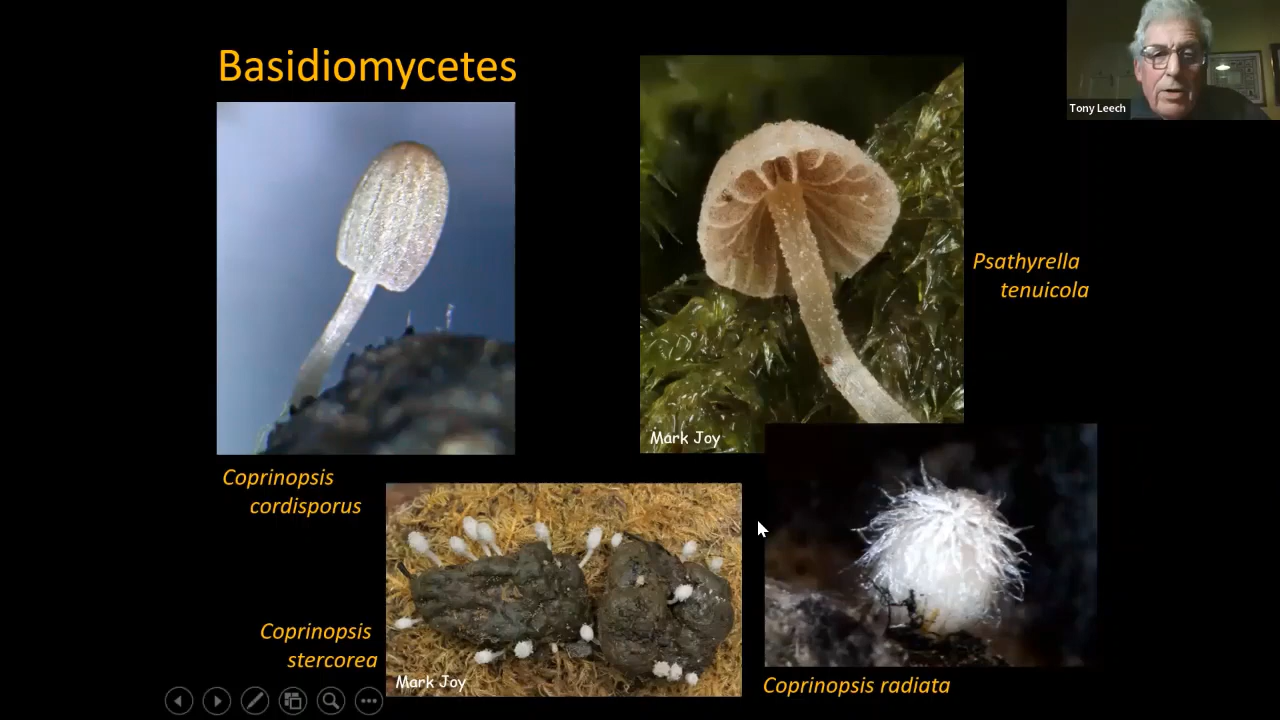 Basidiomycetes
Tony Leech
Psathyrella
tenuicola
Mark Joy
Coprinopsis
cordisporus
Coprinopsis
stercorea
Mark Joy
Coprinopsis radiata